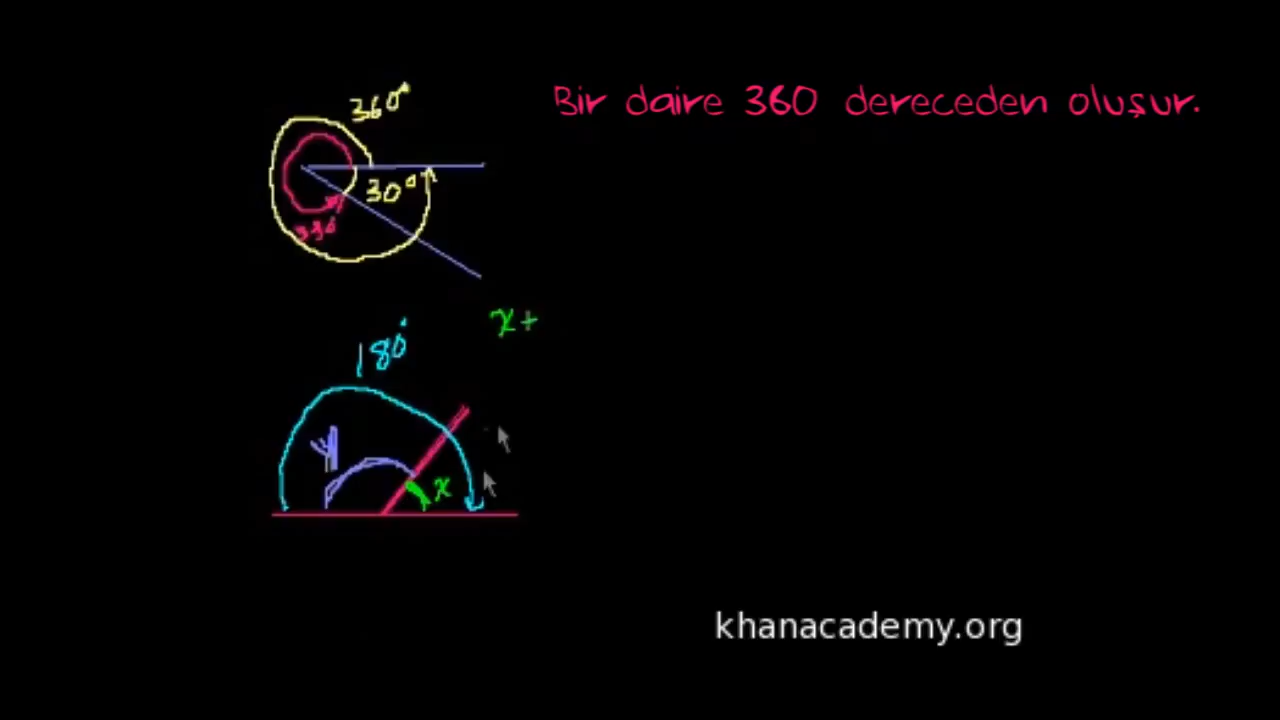 360°
Bir daire 360 dereceden oluşur.
30°
330
x+
180°
y
x
khanacademy.org